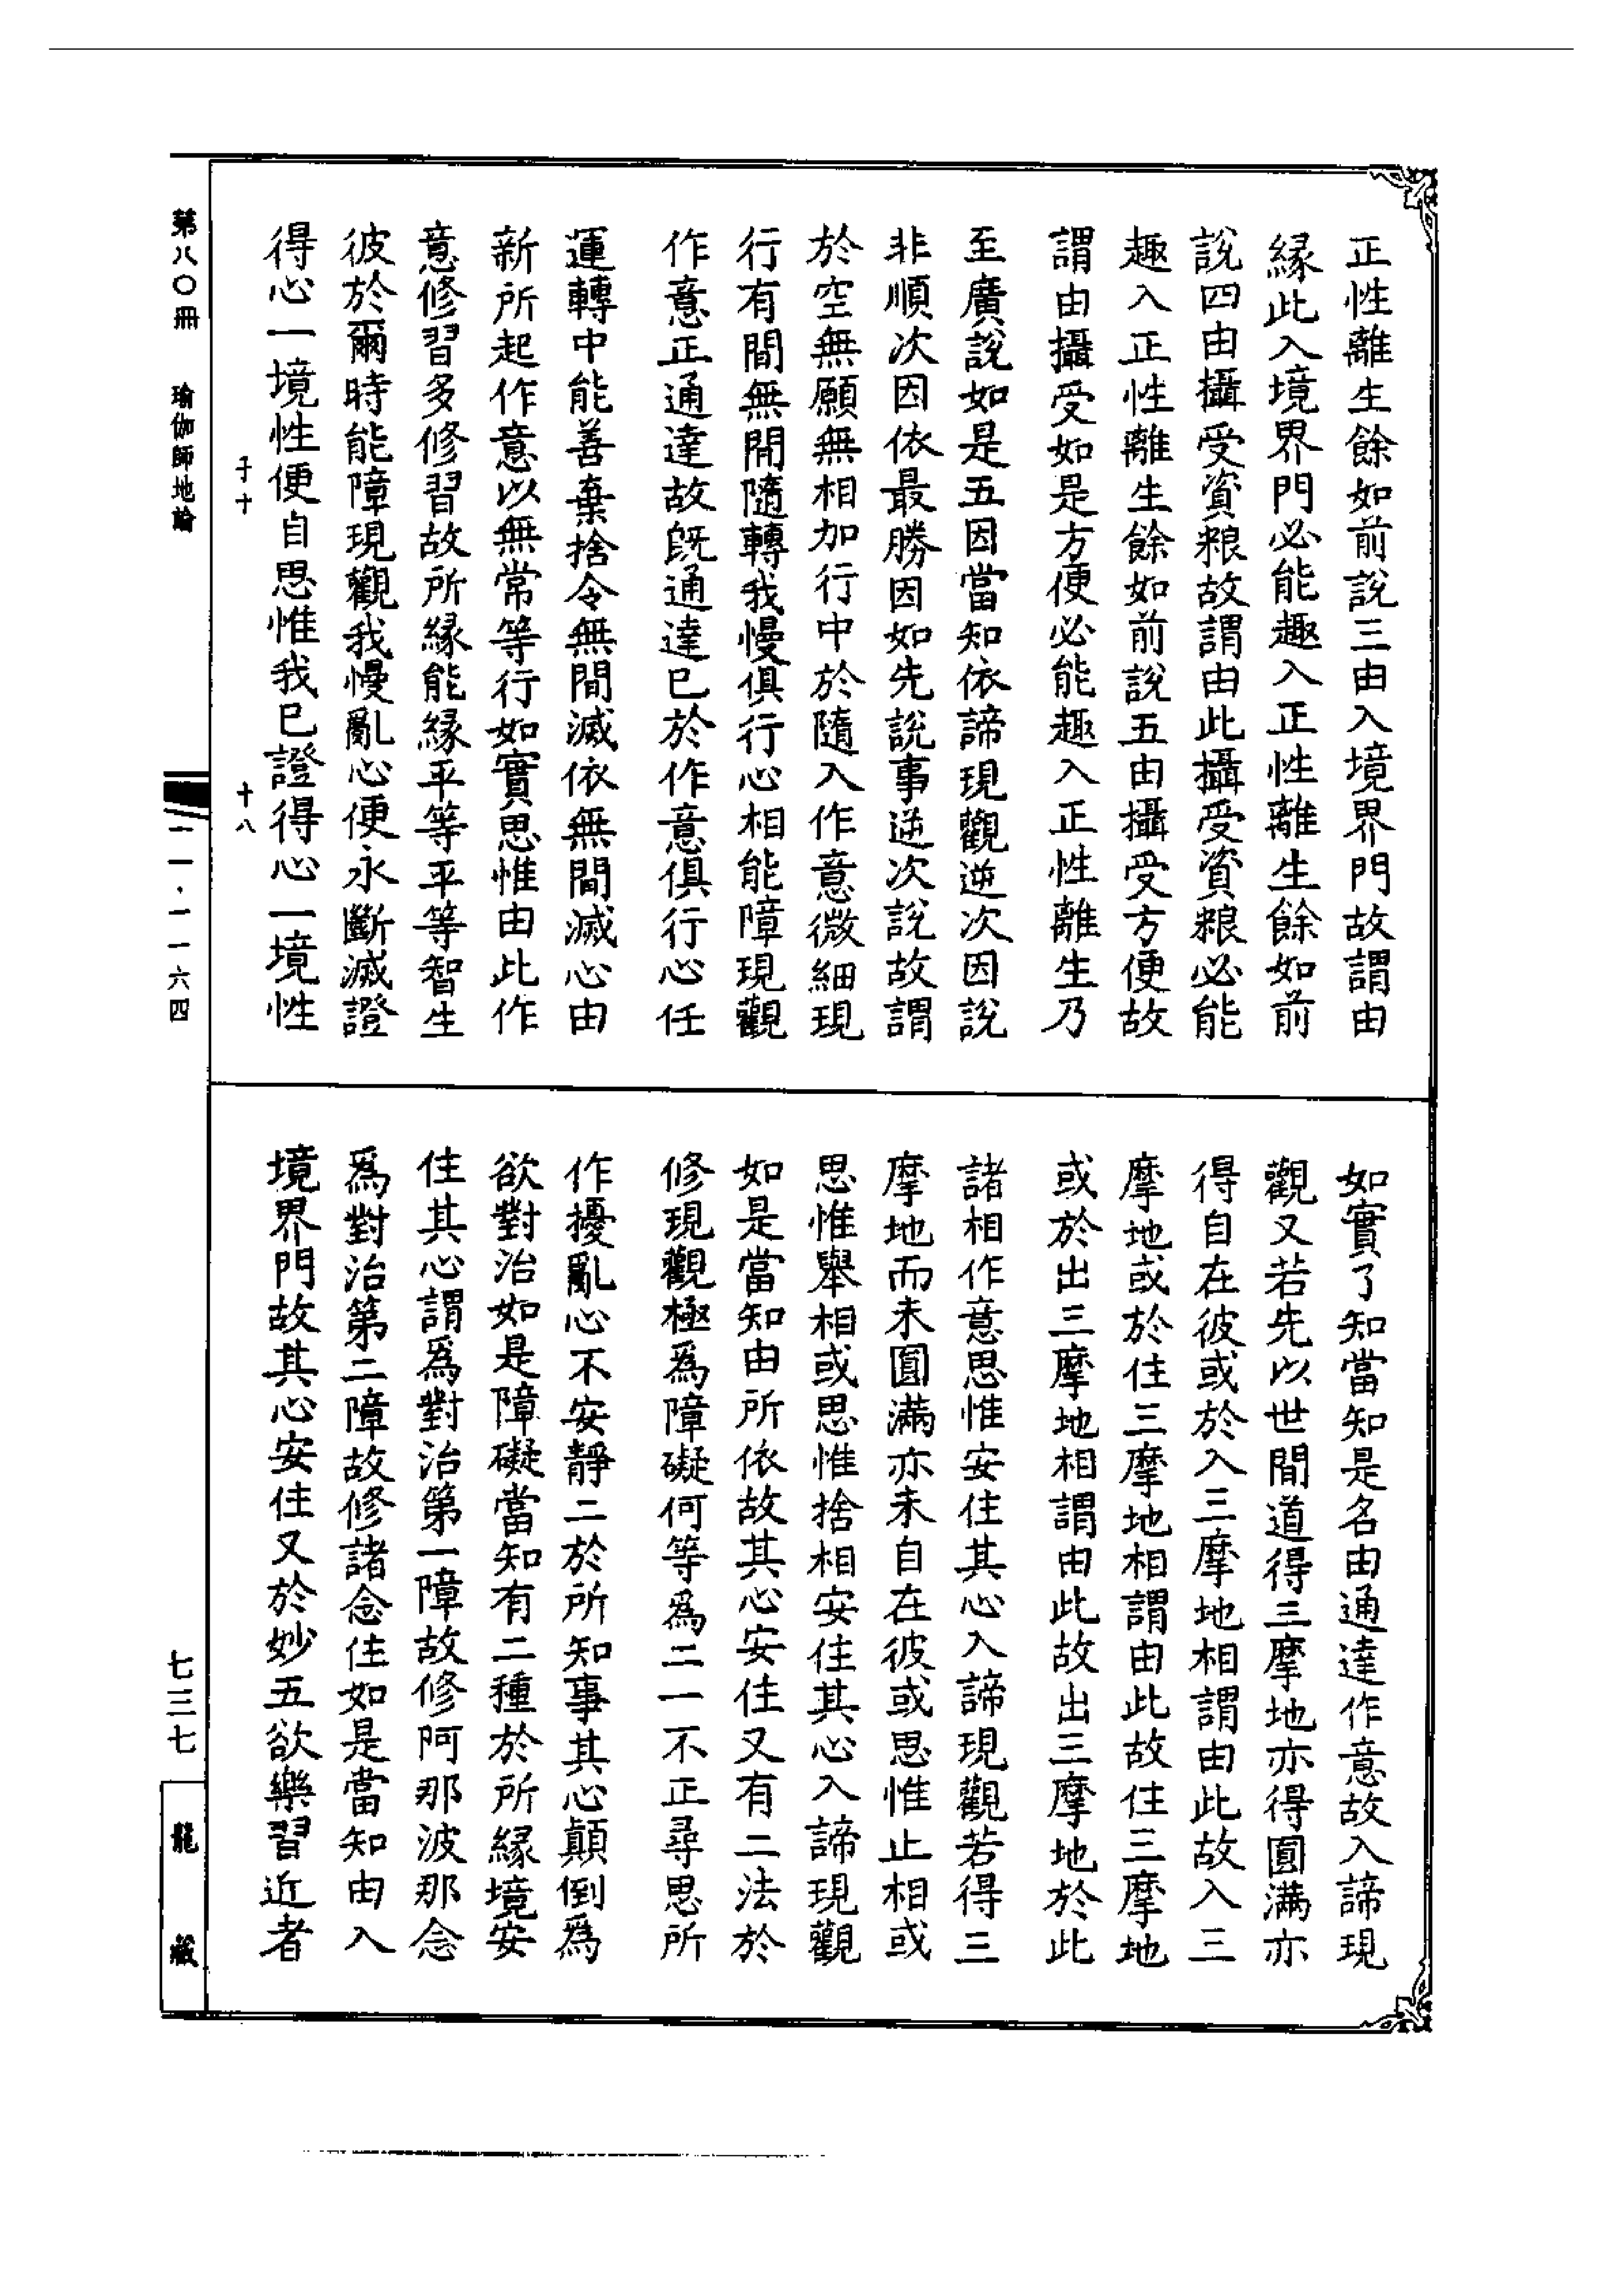 正性離生餘如前說三由入境界門故謂由
緣此入境界門必能趣入正性離生餘如前
說四由攝受資粮故謂由此攝受資粮必能
趣入正性離生餘如前說五由攝受方便故
謂由攝受如是方便必能趣入正性離生乃
至廣說如是五因當知依諦現觀逆次因說
非順次因依最勝因如先說事逆次說故謂
於空無願無相加行中於隨入作意微細現
行有間無間隨轉我慢俱行心相能障現觀
作意正通達故既通達已於作意俱行心任
運轉中能善棄捨令無間滅依無間滅心由
新所起作意以無常等行如實思惟由此作
意修習多修習故所緣能緣平等平等智生
彼於爾時能障現觀我慢亂心便永斷滅證
得心一境性便自思惟我已證得心一境性
如實了知當知是名由通達作意故入諦現
觀又若先以世間道得三摩地亦得圓滿亦
得自在彼或於入三摩地相謂由此故入三
摩地或於住三摩地相謂由此故住三摩地
或於出三摩地相謂由此故出三摩地於此
諸相作意思惟安住其心入諦現觀若得三
摩地而未圓滿亦未自在彼或思惟止相或
思惟舉相或思惟捨相安住其心入諦現觀
如是當知由所依故其心安住又有二法於
修現觀極為障礙何等為二一不正尋思所
作擾亂心不安靜二於所知事其心顛倒為
欲對治如是障礙當知有二種於所緣境安
住其心謂為對治第一障故修阿那波那念
為對治第二障故修諸念住如是當知由入
境界門故其心安住又於妙五欲樂習近者
子十 十八
第八〇冊 瑜伽師地論
一一·一一六四
七三七
龍藏